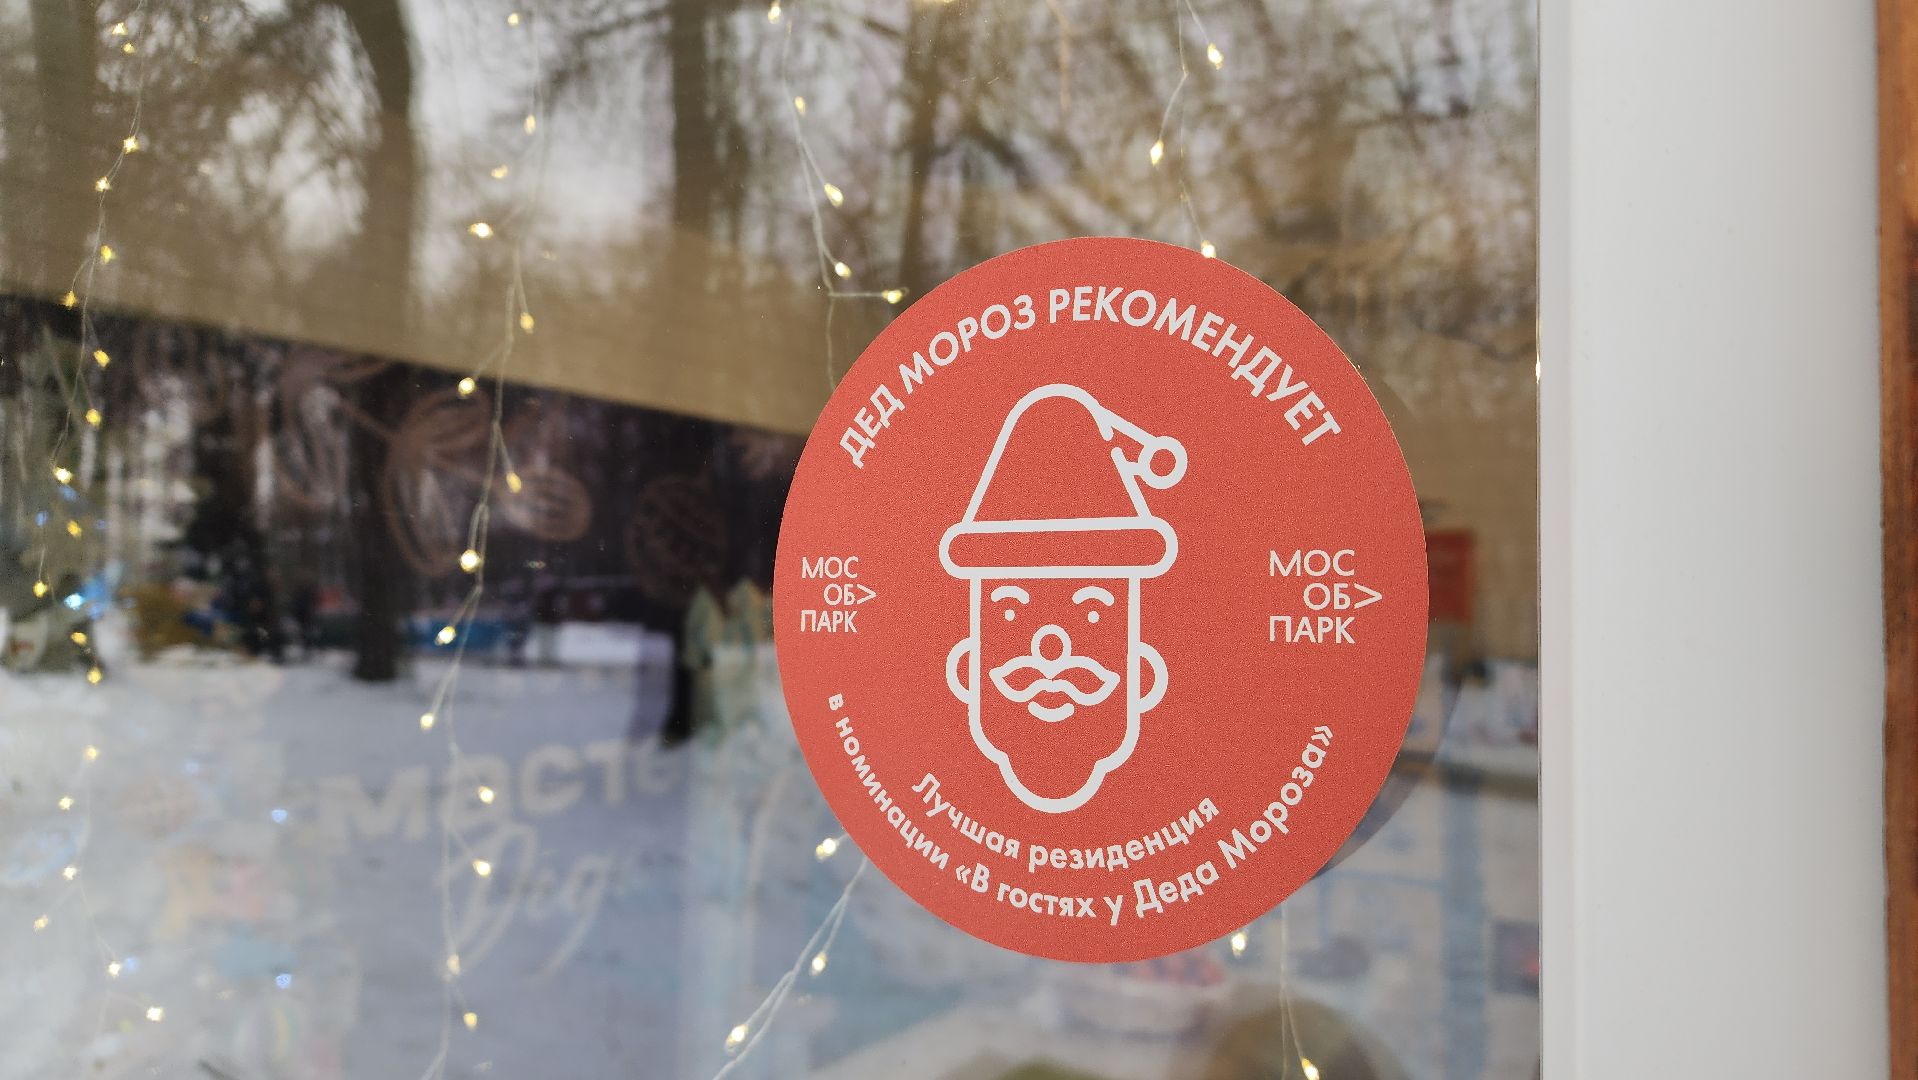 ДЕД МОРОЗ РЕКОМЕНДУЕТ
МОС
ОБ>
ПАРК
МОС
ОБ>
ПАРК
Лучшая резиденция
в номинации «В гостях у Деда Мороза»